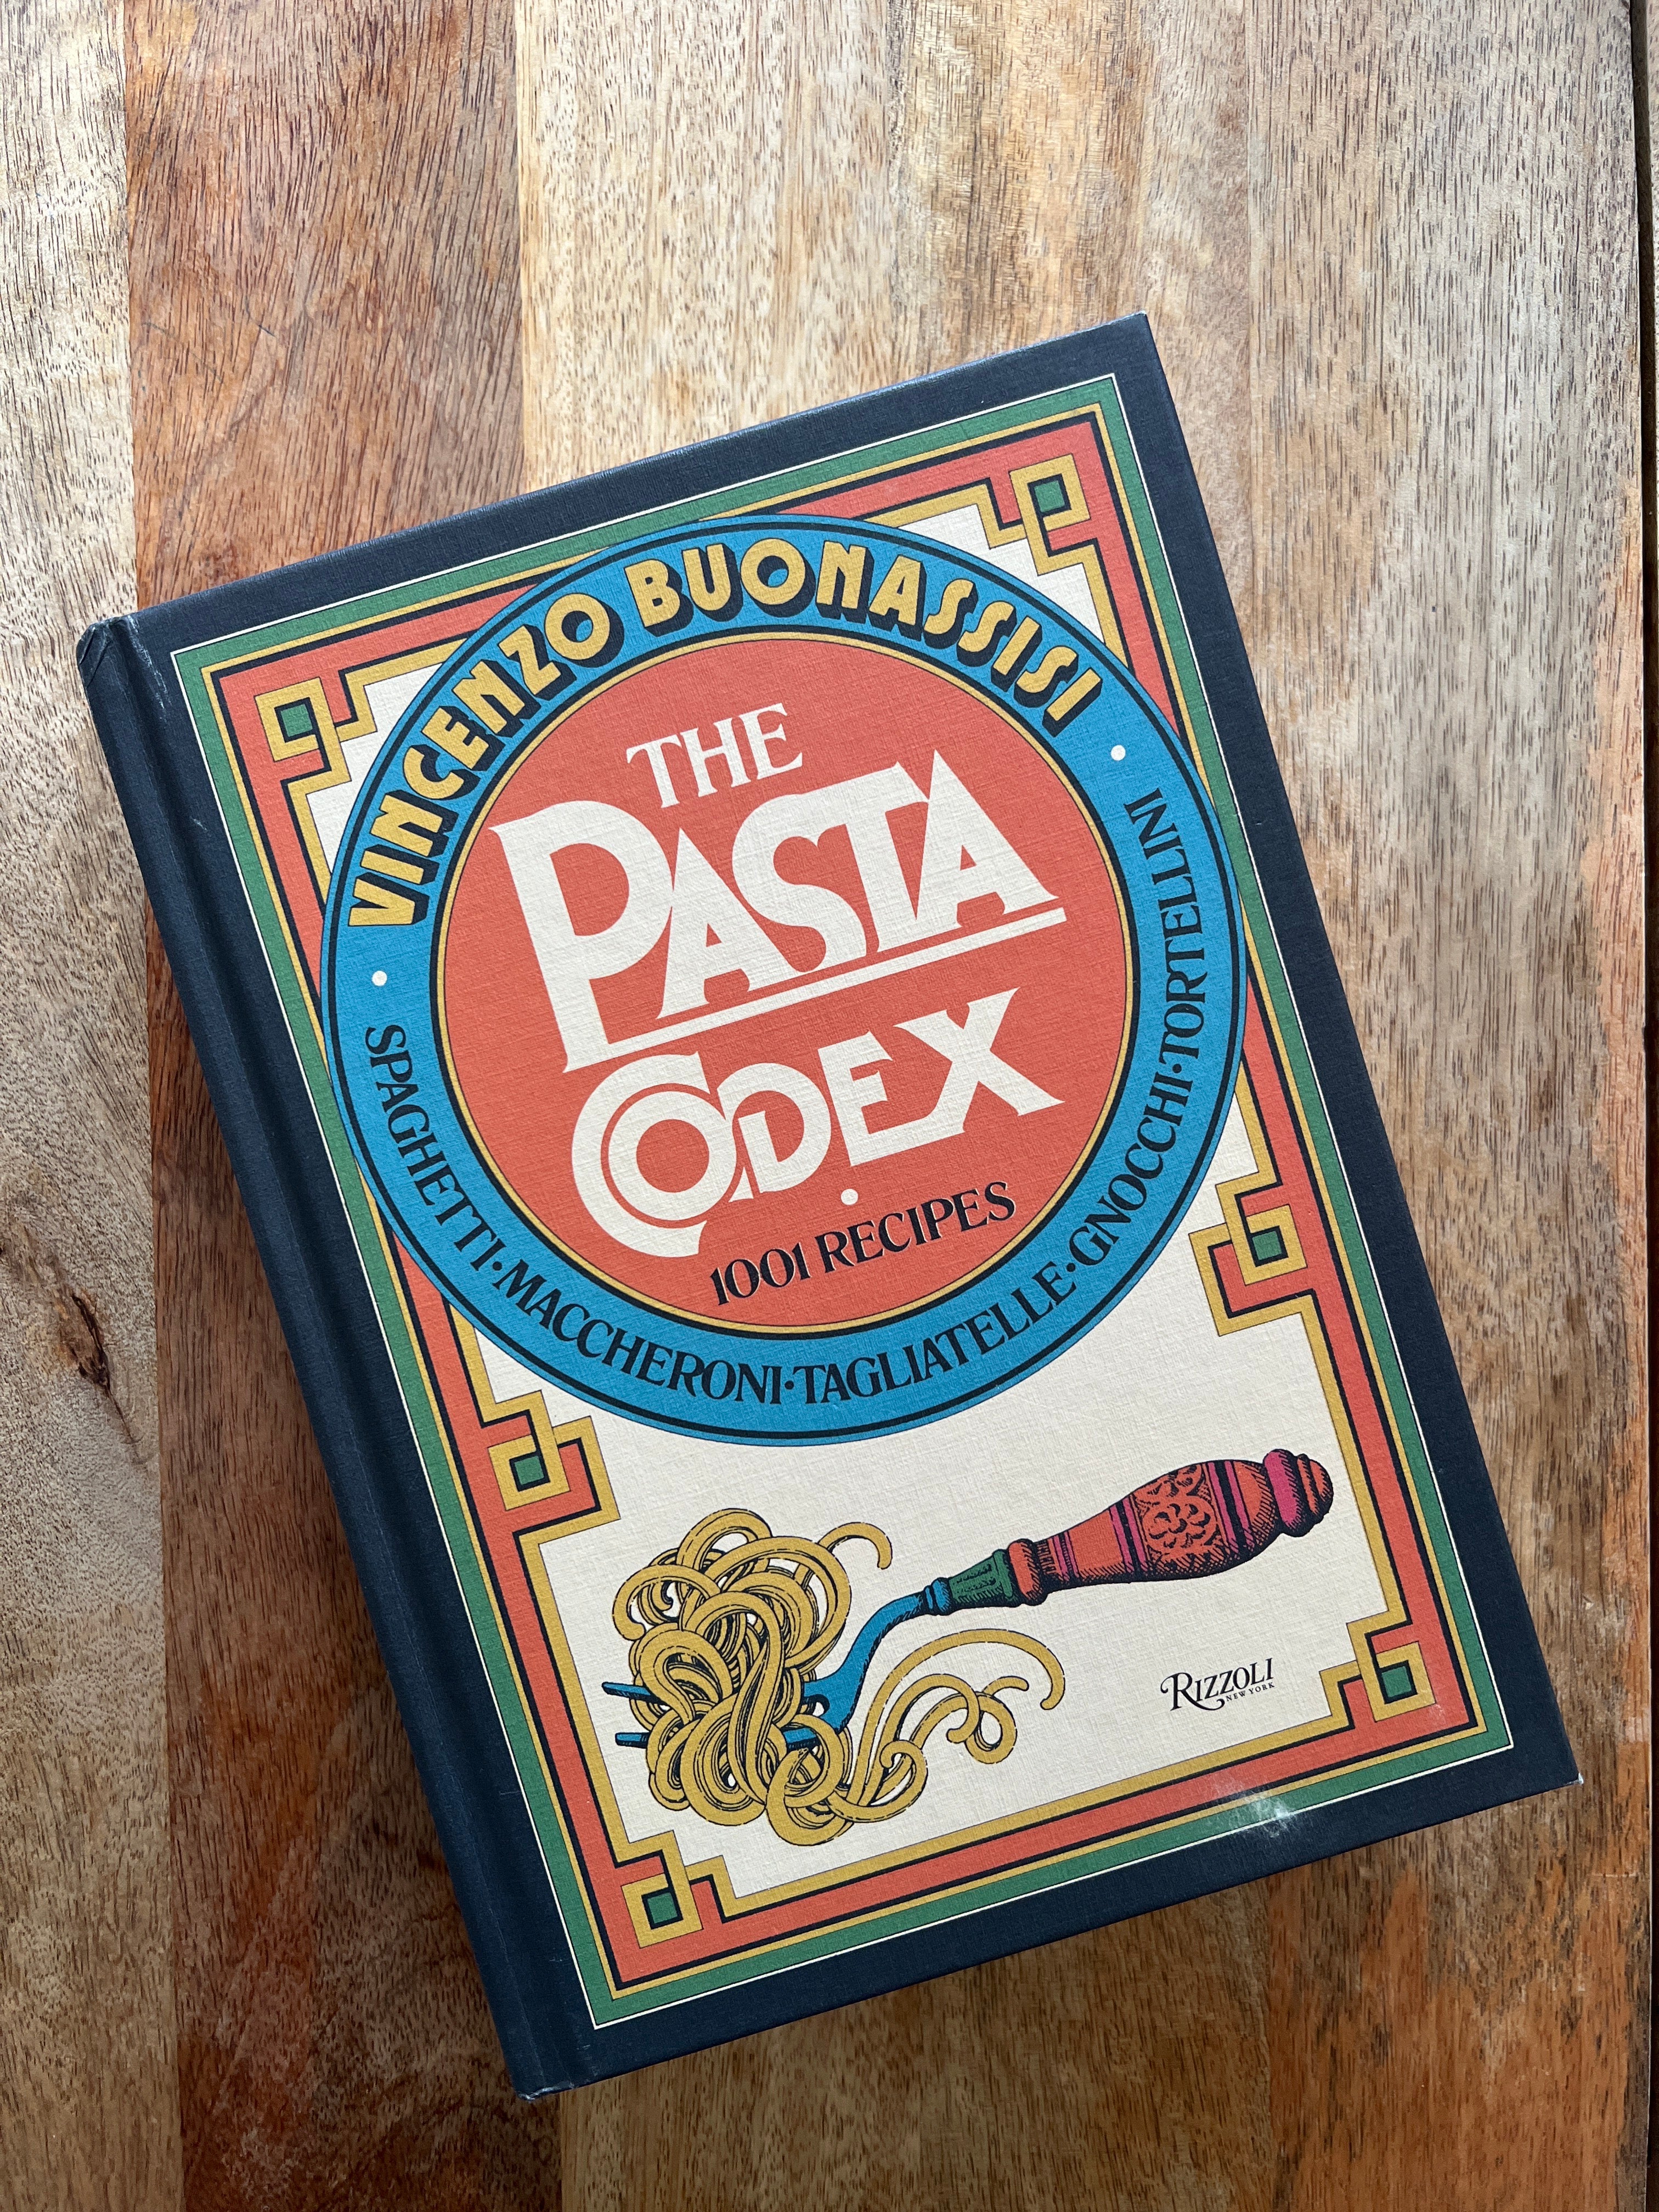 VINCENZO BUONASSISI
THE
PASTA
CODEX
1001 RECIPES
SPAGHETTI·MACCHERONI·TAGLIATELLE·GNOCCHI·TORTELLINI
RIZZOLI
NEW YORK